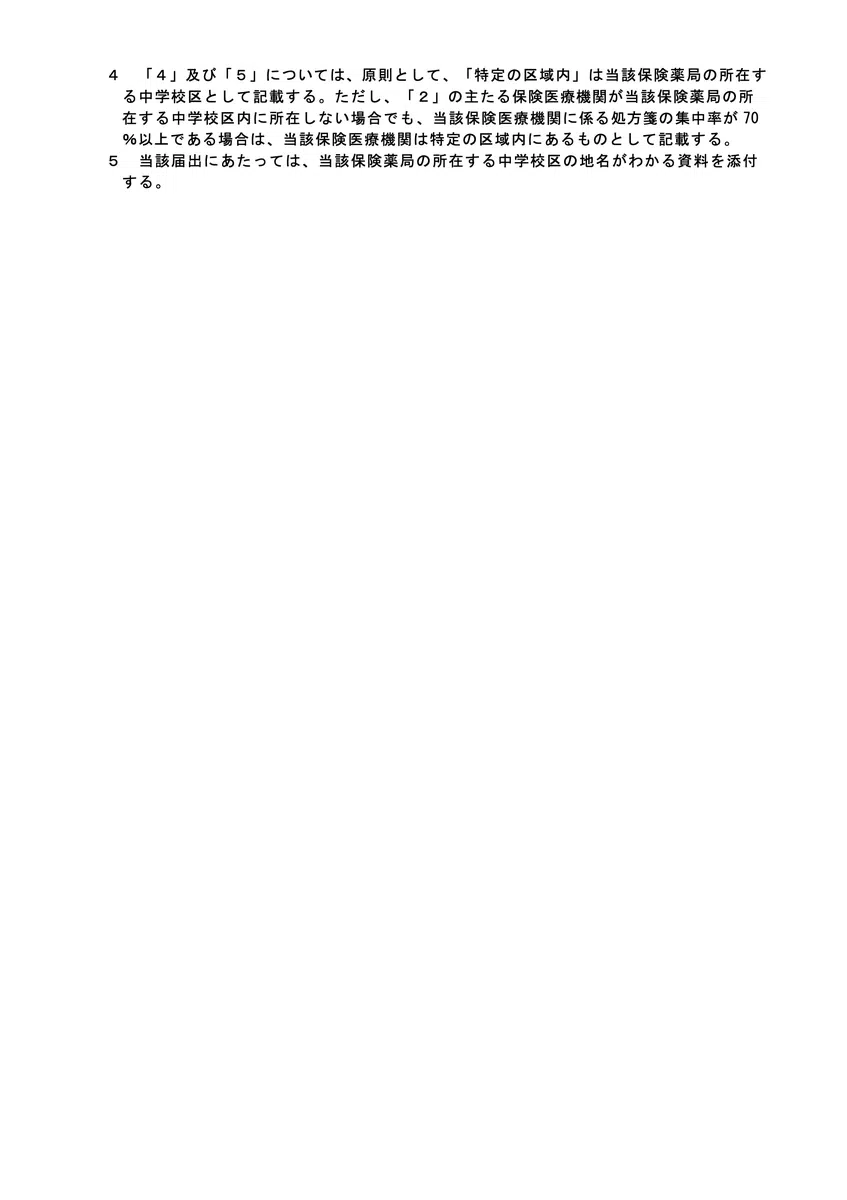 ４　「４」及び「５」については、原則として、「特定の区域内」は当該保険薬局の所在す
る中学校区として記載する。ただし、「２」の主たる保険医療機関が当該保険薬局の所
在する中学校区内に所在しない場合でも、当該保険医療機関に係る処方箋の集中率が 70
％以上である場合は、当該保険医療機関は特定の区域内にあるものとして記載する。
５　当該届出にあたっては、当該保険薬局の所在する中学校区の地名がわかる資料を添付
する。